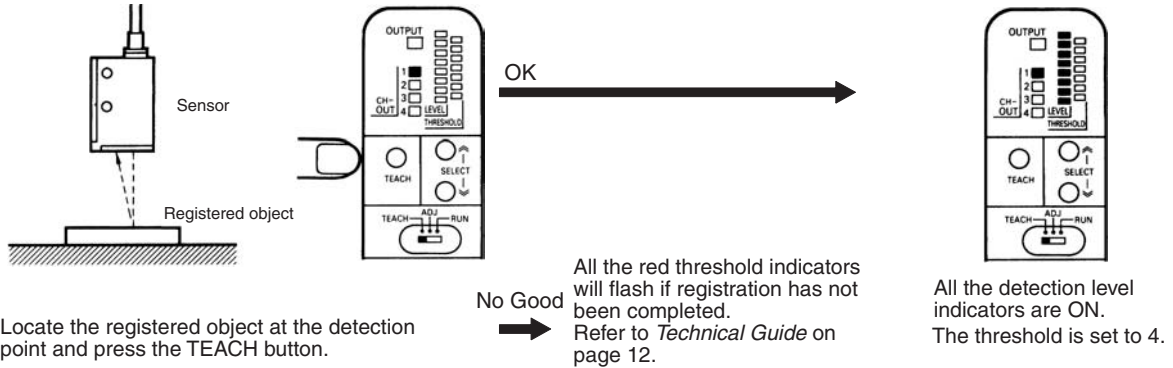 Sensor
Registered object
OUTPUT
1
2
3
4
CH-
OUT
LEVEL
THRESHOLD
TEACH
SELECT
TEACH ADJ RUN
OK
OUTPUT
1
2
3
4
CH-
OUT
LEVEL
THRESHOLD
TEACH
SELECT
TEACH ADJ RUN
Locate the registered object at the detection
point and press the TEACH button.
No Good
All the red threshold indicators
will flash if registration has not
been completed.
Refer to Technical Guide on
page 12.
All the detection level
indicators are ON.
The threshold is set to 4.